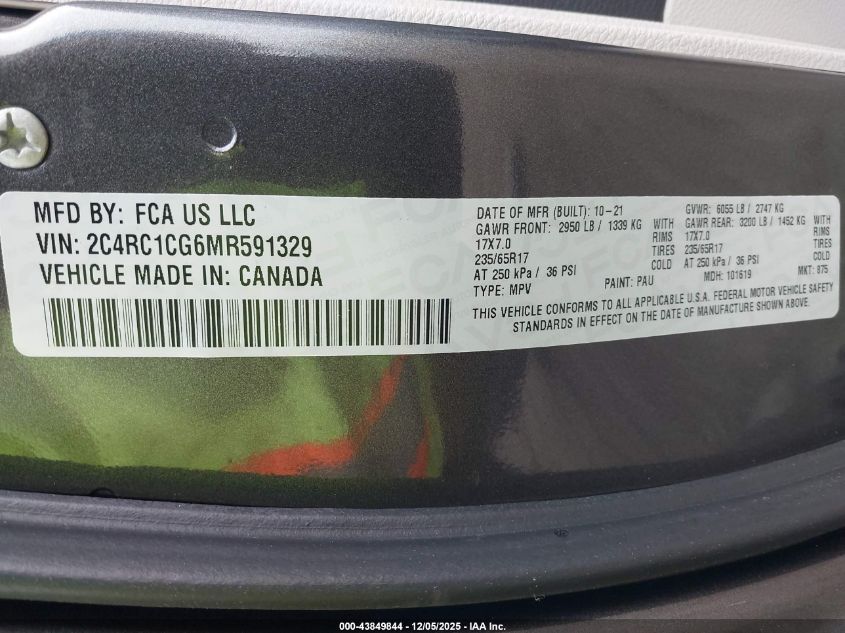 MFD BY: FCA US LLC
VIN: 2C4RC1CG6MR591329
VEHICLE MADE IN: CANADA
DATE OF MFR (BUILT): 10-21
GAWR FRONT: 2950 LB / 1339 KG WITH
17X7.0 RIMS
235/65R17 TIRES
AT 250 kPa / 36 PSI COLD
TYPE: MPV
PAINT: PAU
GVWR: 6055 LB / 2747 KG
GAWR REAR: 3200 LB / 1452 KG WITH
17X7.0 RIMS
235/65R17 TIRES
AT 250 kPa / 36 PSI COLD
MDH: 101619
MKT: 875
THIS VEHICLE CONFORMS TO ALL APPLICABLE U.S.A. FEDERAL MOTOR VEHICLE SAFETY
STANDARDS IN EFFECT ON THE DATE OF MANUFACTURE SHOWN ABOVE.
000-43849844 - 12/05/2025 - IAA Inc.